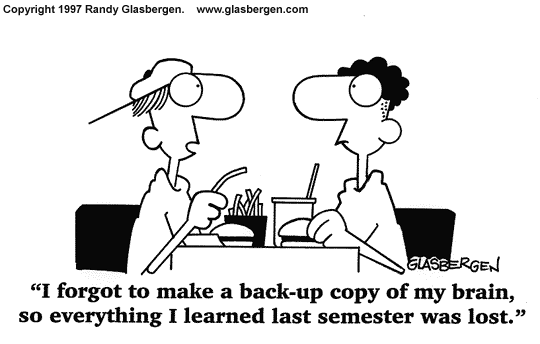 Copyright 1997 Randy Glasbergen.   www.glasbergen.com
GLASBERGEN
“I forgot to make a back-up copy of my brain,
so everything I learned last semester was lost.”